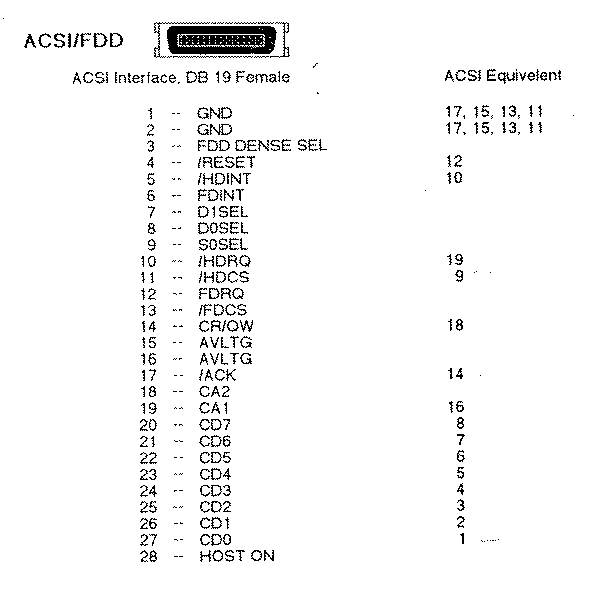 ACSI/FDD
ACSI Interface, DB 19 Female ACSI Equivelent
1 -- GND 17, 15, 13, 11
2 -- GND 17, 15, 13, 11
3 -- FDD DENSE SEL
4 -- /RESET 12
5 -- /HDINT 10
6 -- FDINT
7 -- D1SEL
8 -- D0SEL
9 -- S0SEL
10 -- /HDRQ 19
11 -- /HDCS 9
12 -- FDRQ
13 -- /FDCS
14 -- CR/OW 18
15 -- AVLTG
16 -- AVLTG
17 -- /ACK 14
18 -- CA2
19 -- CA1 16
20 -- CD7 8
21 -- CD6 7
22 -- CD5 6
23 -- CD4 5
24 -- CD3 4
25 -- CD2 3
26 -- CD1 2
27 -- CD0 1
28 -- HOST ON